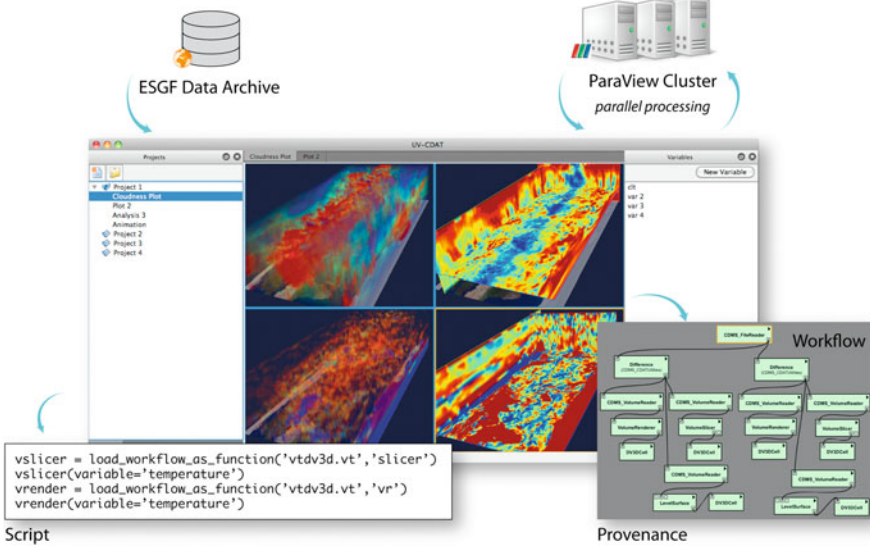 ESGF Data Archive
ParaView Cluster
parallel processing
UV-CDAT
Projects
Cloudness Plot
Plot 2
Variables
New Variable
Project 1
Cloudness Plot
Plot 2
Analysis 3
Animation
Project 2
Project 3
Project 4
clt
var 2
var 3
var 4
Workflow
CDMS_FileReader
Difference
(CDMS_CDATUtilities)
Difference
(CDMS_CDATUtilities)
CDMS_VolumeReader
CDMS_VolumeReader
CDMS_VolumeReader
CDMS_VolumeReader
VolumeRenderer
VolumeSlicer
VolumeRenderer
VolumeSlicer
DV3DCell
DV3DCell
DV3DCell
DV3DCell
CDMS_VolumeReader
CDMS_VolumeReader
LevelSurface
DV3DCell
LevelSurface
DV3DCell
vslicer = load_workflow_as_function('vtdv3d.vt','slicer')
vslicer(variable='temperature')
vrender = load_workflow_as_function('vtdv3d.vt','vr')
vrender(variable='temperature')
Script
Provenance